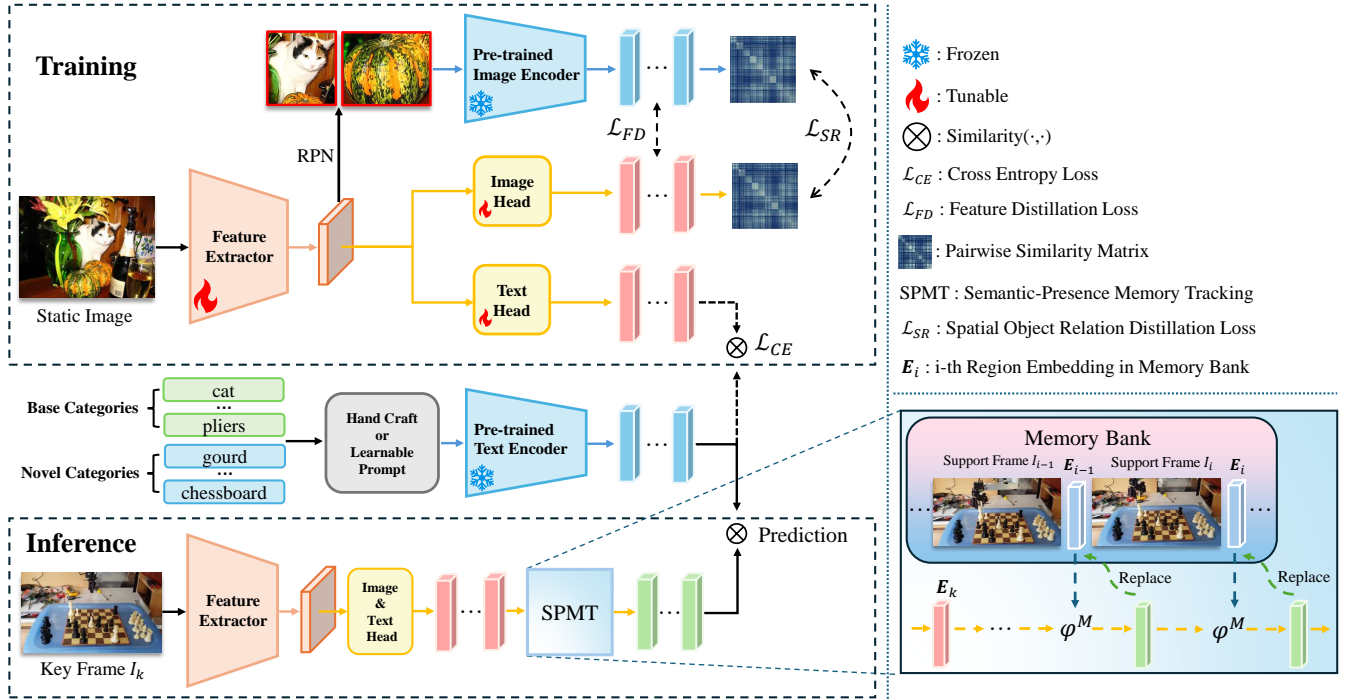 Training
Pre-trained
Image Encoder
RPN
ℒ_FD
ℒ_SR
Image
Head
Feature
Extractor
Text
Head
Static Image
ℒ_CE
Base Categories
cat
...
pliers
Novel Categories
gourd
...
chessboard
Hand Craft
or
Learnable
Prompt
Pre-trained
Text Encoder
...
Inference
Prediction
Feature
Extractor
Image
&
Text
Head
...
SPMT
Key Frame I_k
: Frozen
: Tunable
: Similarity(·,·)
ℒ_CE : Cross Entropy Loss
ℒ_FD : Feature Distillation Loss
: Pairwise Similarity Matrix
SPMT : Semantic-Presence Memory Tracking
ℒ_SR : Spatial Object Relation Distillation Loss
E_i : i-th Region Embedding in Memory Bank
Memory Bank
Support Frame I_{i−1} E_{i−1} Support Frame I_i E_i
... ...
Replace Replace
E_k
... φ^M φ^M